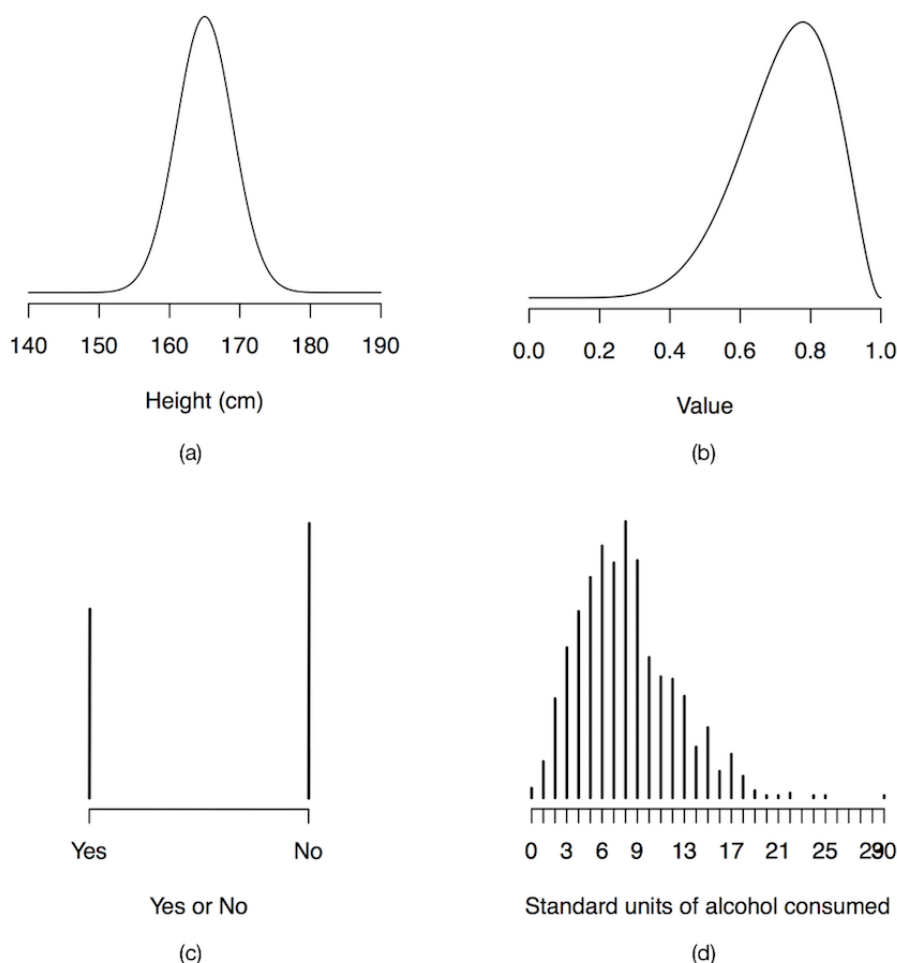 140 150 160 170 180 190
Height (cm)
(a)
0.0 0.2 0.4 0.6 0.8 1.0
Value
(b)
Yes No
Yes or No
(c)
0 3 6 9 13 17 21 25 29 30
Standard units of alcohol consumed
(d)